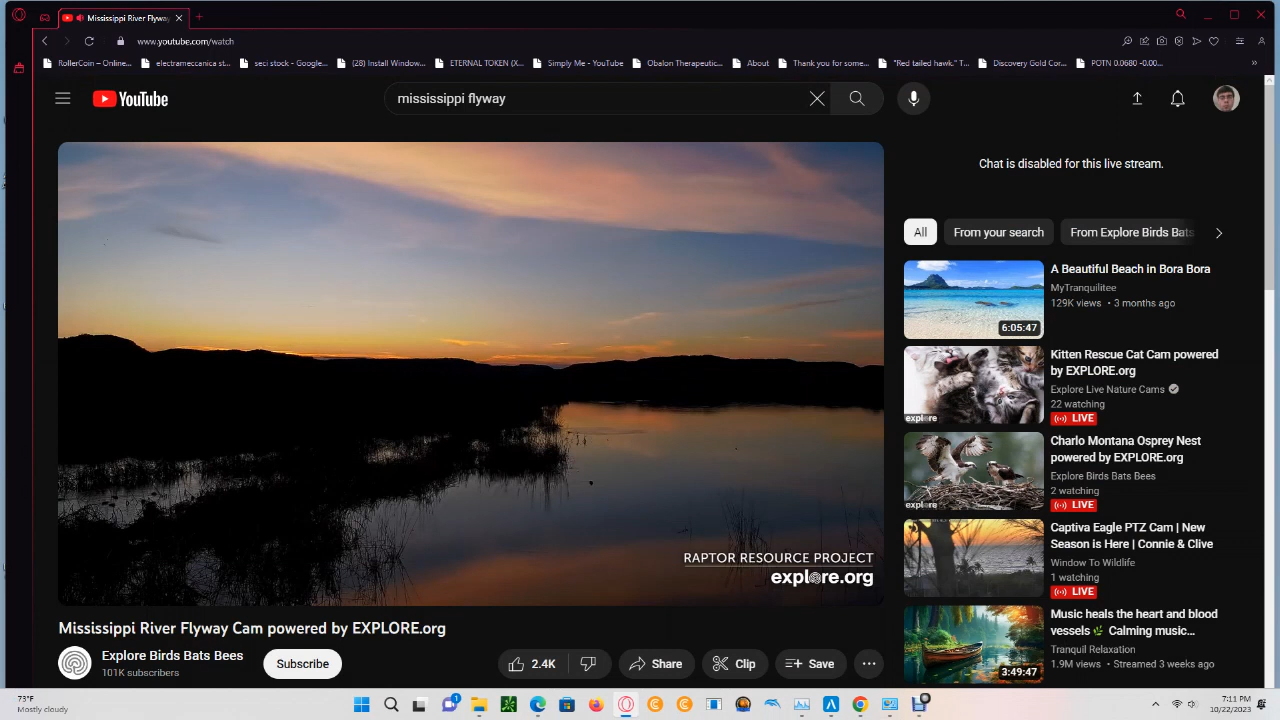 Mississippi River Flyway
www.youtube.com/watch
RollerCoin – Online...
electrameccanica st...
seci stock - Google...
(28) Install Window...
ETERNAL TOKEN (X...
Simply Me - YouTube
Obalon Therapeutic...
About
Thank you for some...
"Red tailed hawk." T...
Discovery Gold Cor...
POTN 0.0680 -0.00...
YouTube
mississippi flyway
Chat is disabled for this live stream.
All
From your search
From Explore Birds Bats
A Beautiful Beach in Bora Bora
MyTranquilitee
129K views • 3 months ago
6:05:47
Kitten Rescue Cat Cam powered
by EXPLORE.org
Explore Live Nature Cams
22 watching
LIVE
explore
Charlo Montana Osprey Nest
powered by EXPLORE.org
Explore Birds Bats Bees
2 watching
LIVE
explore
Captiva Eagle PTZ Cam | New
Season is Here | Connie & Clive
Window To Wildlife
1 watching
LIVE
Music heals the heart and blood
vessels🌿 Calming music...
Tranquil Relaxation
1.9M views • Streamed 3 weeks ago
3:49:47
RAPTOR RESOURCE PROJECT
explore.org
Mississippi River Flyway Cam powered by EXPLORE.org
Explore Birds Bats Bees
101K subscribers
Subscribe
2.4K
Share
Clip
Save
73°F
Mostly cloudy
1
7:11 PM
10/22/2023